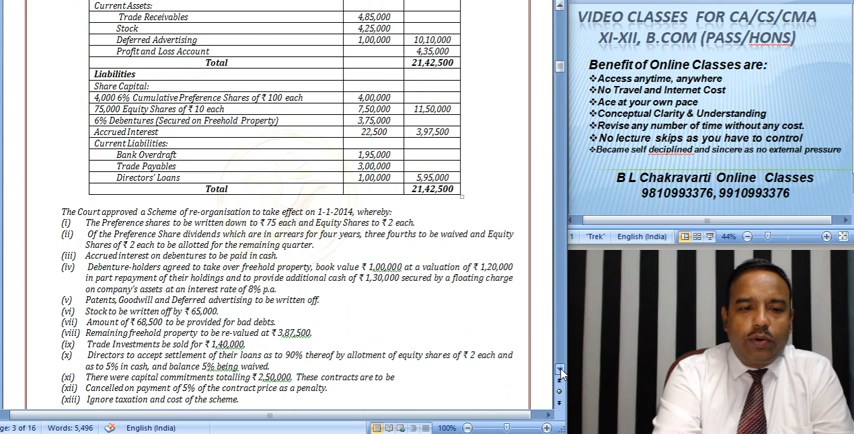 Current Assets:
Trade Receivables 4,85,000
Stock 4,25,000
Deferred Advertising 1,00,000 10,10,000
Profit and Loss Account 4,35,000
Total 21,42,500
Liabilities
Share Capital:
4,000 6% Cumulative Preference Shares of ₹ 100 each 4,00,000
75,000 Equity Shares of ₹ 10 each 7,50,000 11,50,000
6% Debentures (Secured on Freehold Property) 3,75,000
Accrued Interest 22,500 3,97,500
Current Liabilities:
Bank Overdraft 1,95,000
Trade Payables 3,00,000
Directors' Loans 1,00,000 5,95,000
Total 21,42,500
The Court approved a Scheme of re-organisation to take effect on 1-1-2014, whereby:
(i) The Preference shares to be written down to ₹ 75 each and Equity Shares to ₹ 2 each.
(ii) Of the Preference Share dividends which are in arrears for four years, three fourths to be waived and Equity
Shares of ₹ 2 each to be allotted for the remaining quarter.
(iii) Accrued interest on debentures to be paid in cash.
(iv) Debenture-holders agreed to take over freehold property, book value ₹ 1,00,000 at a valuation of ₹ 1,20,000
in part repayment of their holdings and to provide additional cash of ₹ 1,30,000 secured by a floating charge
on company's assets at an interest rate of 8% p.a.
(v) Patents, Goodwill and Deferred advertising to be written off.
(vi) Stock to be written off by ₹ 65,000.
(vii) Amount of ₹ 68,500 to be provided for bad debts.
(viii) Remaining freehold property to be re-valued at ₹ 3,87,500.
(ix) Trade Investments be sold for ₹ 1,40,000.
(x) Directors to accept settlement of their loans as to 90% thereof by allotment of equity shares of ₹ 2 each and
as to 5% in cash, and balance 5% being waived.
(xi) There were capital commitments totalling ₹ 2,50,000. These contracts are to be
(xii) Cancelled on payment of 5% of the contract price as a penalty.
(xiii) Ignore taxation and cost of the scheme.
ge: 3 of 16 Words: 5,496 English (India) 100%
VIDEO CLASSES FOR CA/CS/CMA
XI-XII, B.COM (PASS/HONS)
Benefit of Online Classes are:
❖Access anytime, anywhere
❖No Travel and Internet Cost
❖Ace at your own pace
❖Conceptual Clarity & Understanding
❖Revise any number of time without any cost.
❖No lecture skips as you have to control
❖Became self deciplined and sincere as no external pressure
B L Chakravarti Online Classes
9810993376, 9910993376
1 "Trek" English (India) 44%